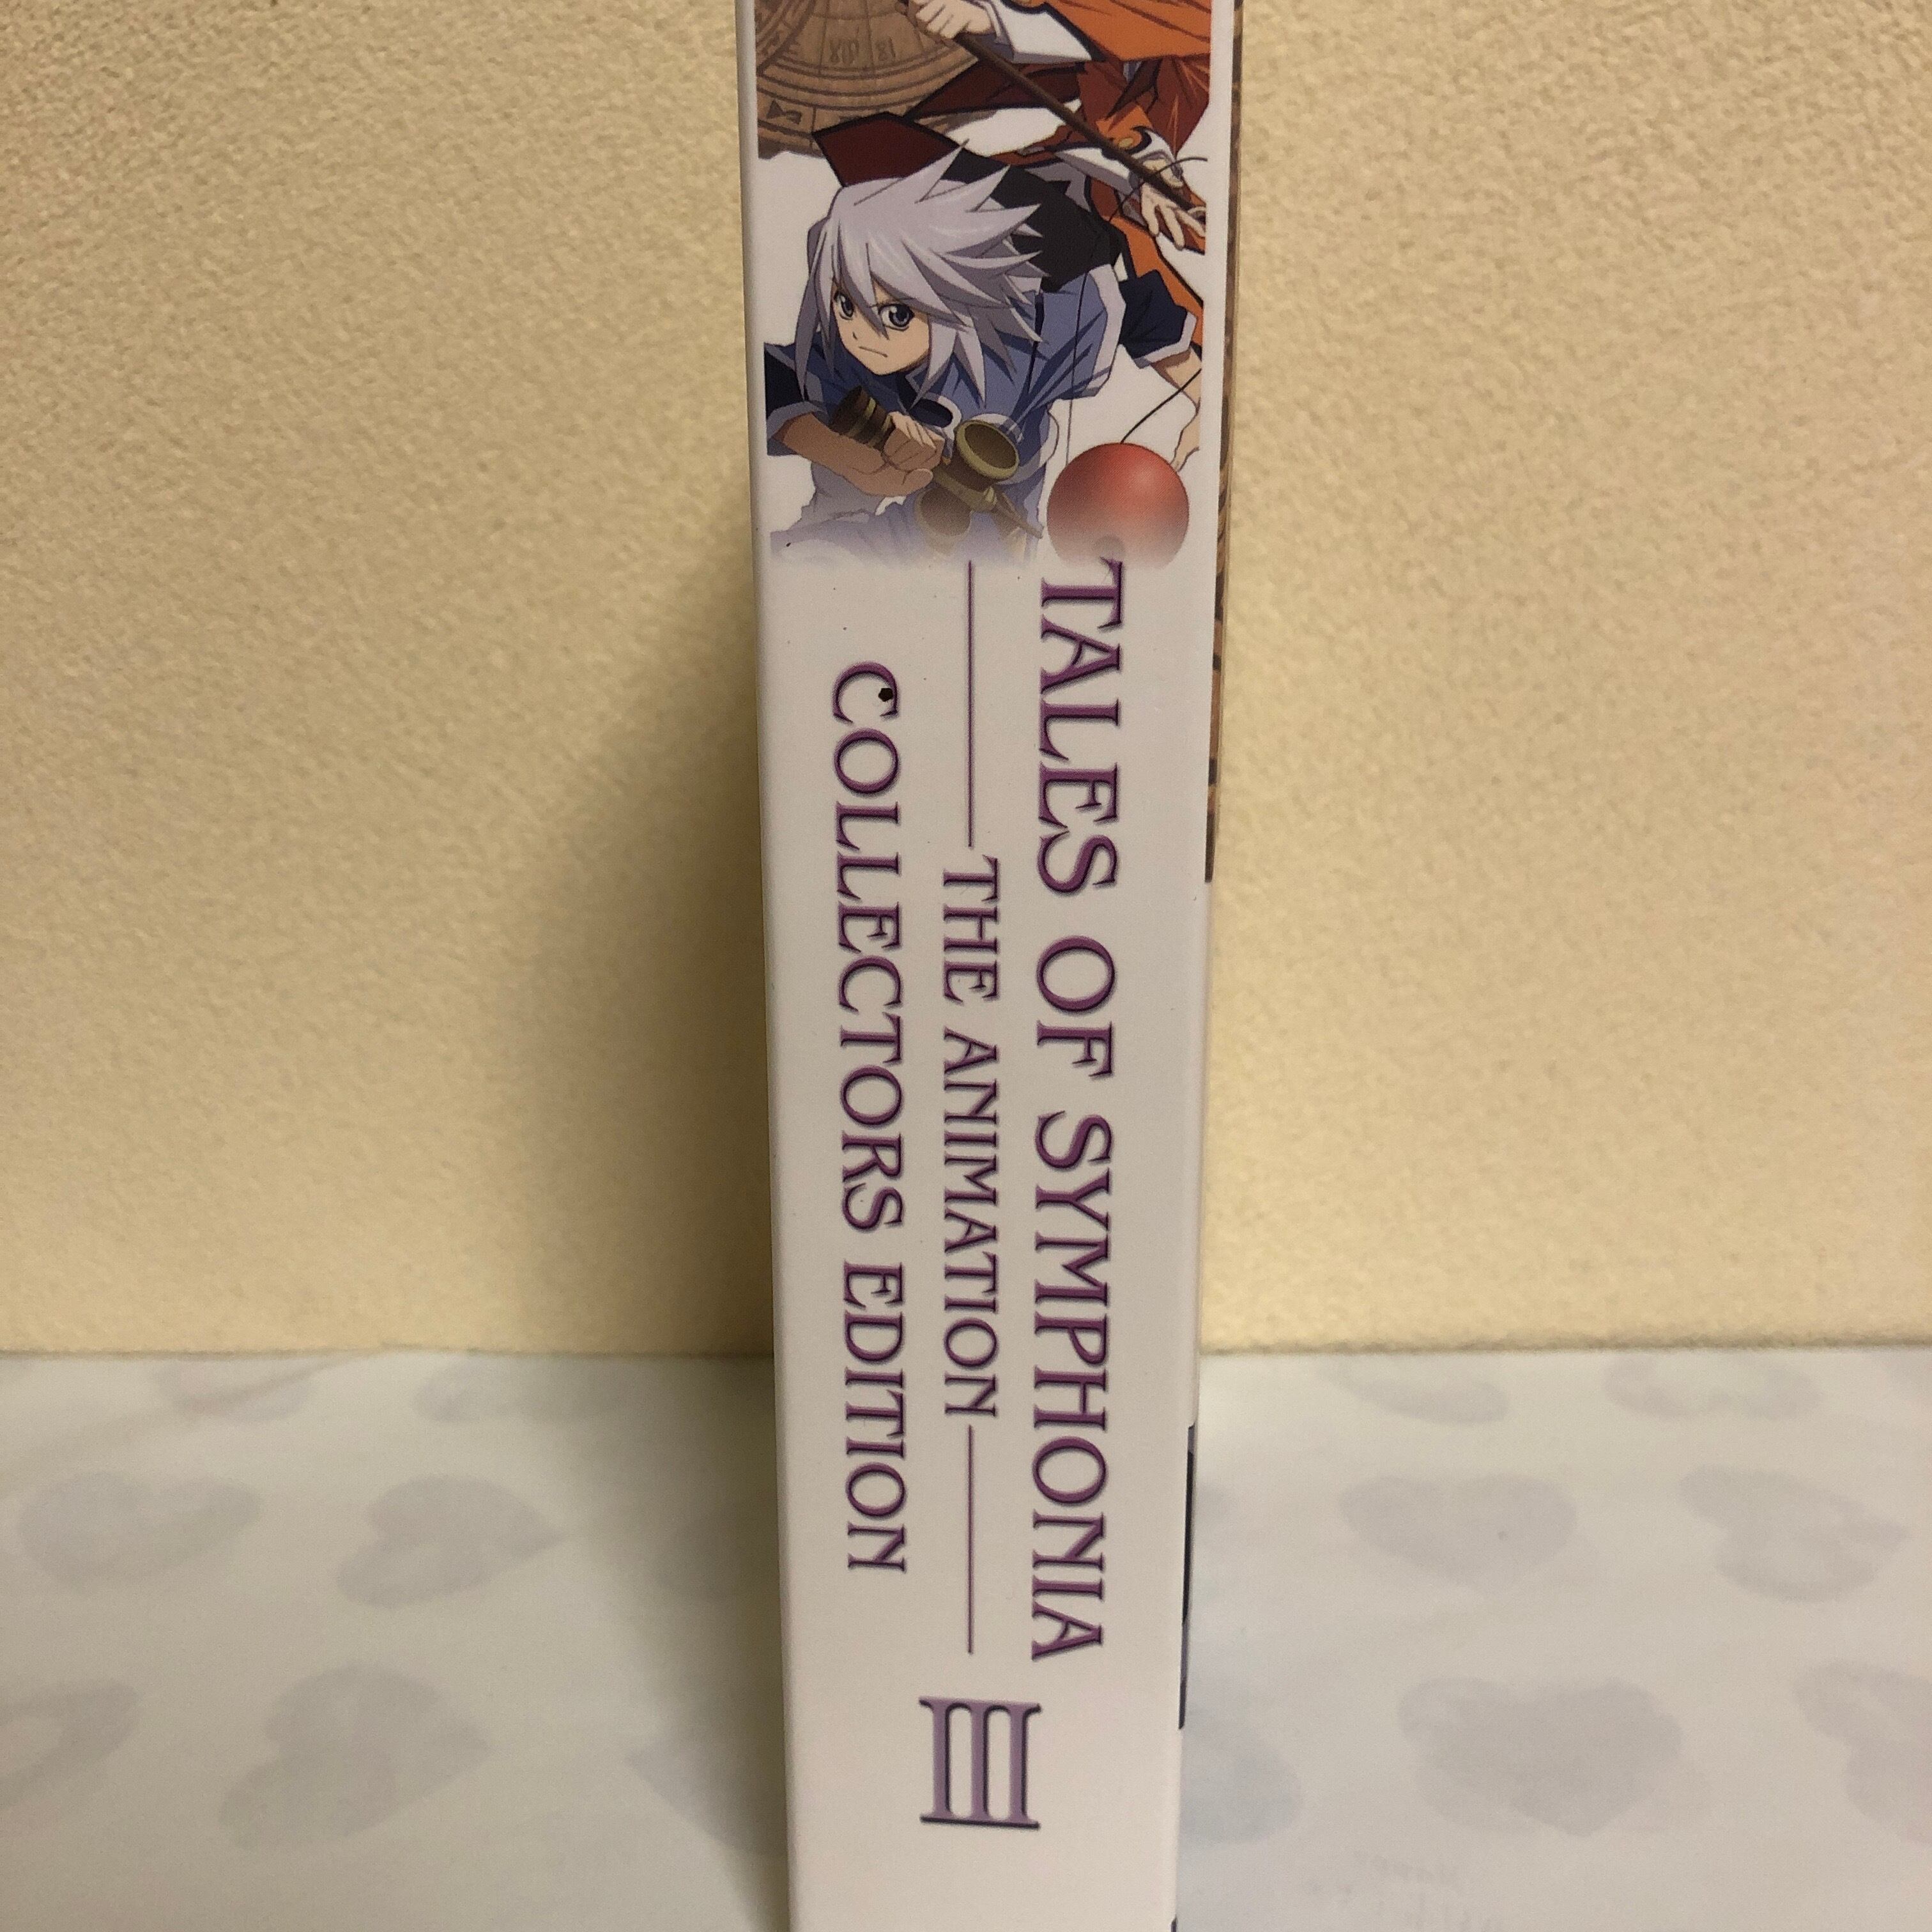 TALES OF SYMPHONIA
THE ANIMATION
COLLECTORS EDITION
III